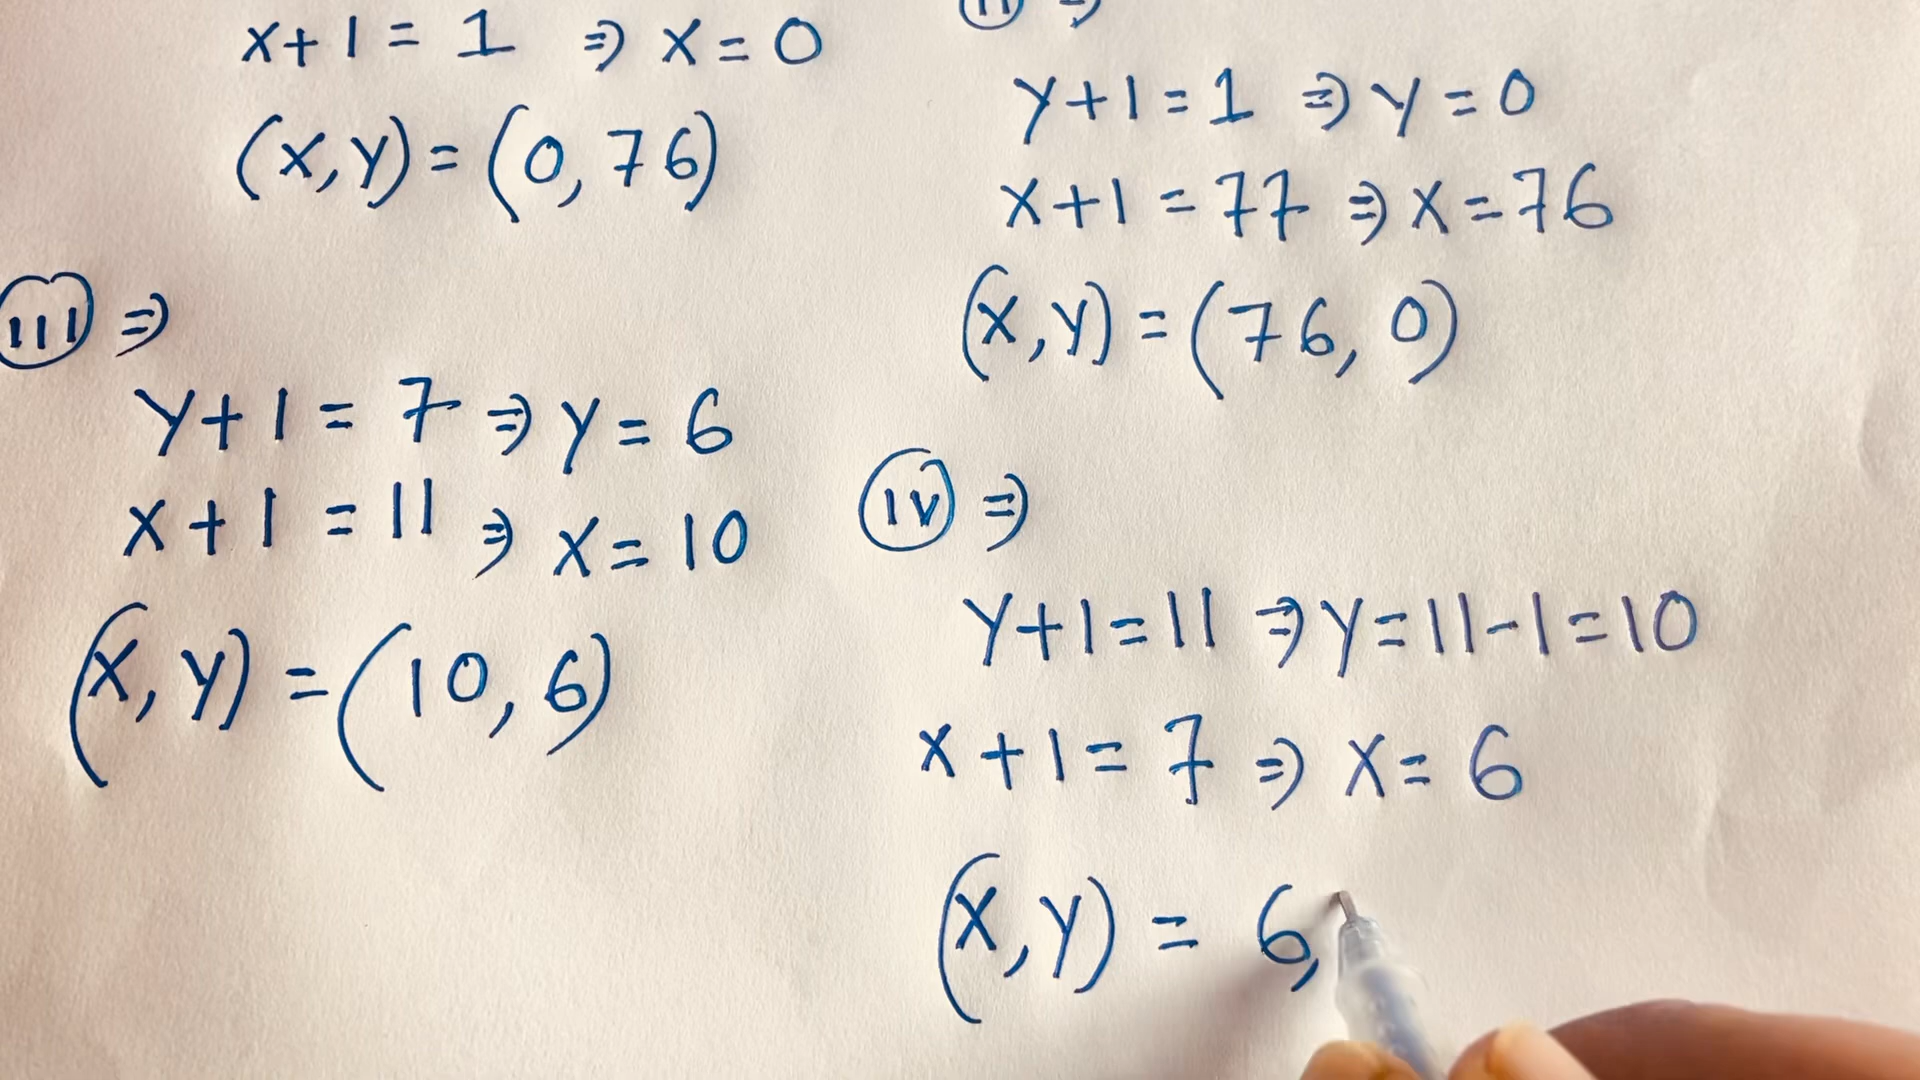 x+1=1 ⇒ x=0
(x,y)=(0,76)
iii ⇒
y+1=7 ⇒ y=6
x+1=11 ⇒ x=10
(x,y)=(10,6)
ii ⇒
y+1=1 ⇒ y=0
x+1=77 ⇒ x=76
(x,y)=(76,0)
iv ⇒
y+1=11 ⇒ y=11-1=10
x+1=7 ⇒ x=6
(x,y)= 6,